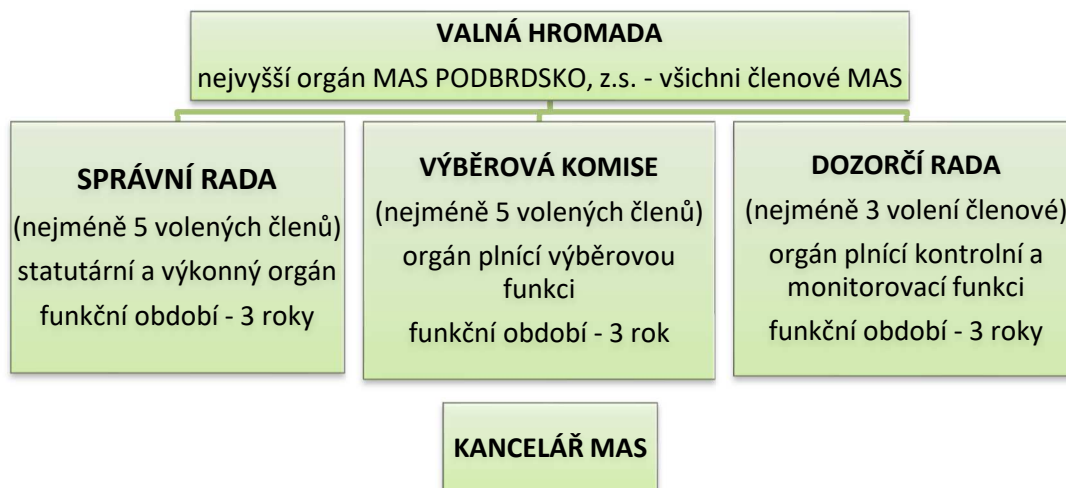 VALNÁ HROMADA
nejvyšší orgán MAS PODBRDSKO, z.s. - všichni členové MAS
SPRÁVNÍ RADA
(nejméně 5 volených členů)
statutární a výkonný orgán
funkční období - 3 roky
VÝBĚROVÁ KOMISE
(nejméně 5 volených členů)
orgán plnící výběrovou
funkci
funkční období - 3 rok
DOZORČÍ RADA
(nejméně 3 volení členové)
orgán plnící kontrolní a
monitorovací funkci
funkční období - 3 roky
KANCELÁŘ MAS